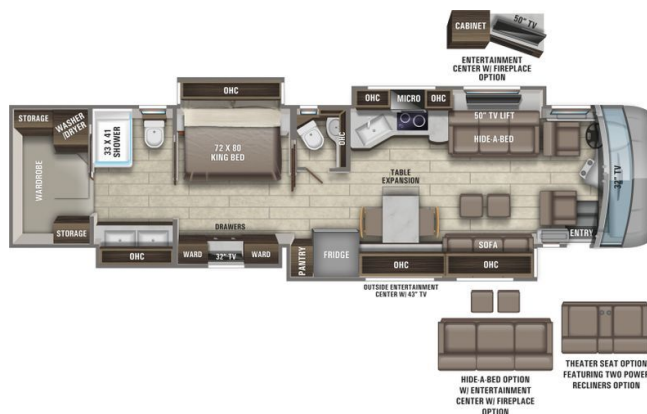 50" TV
CABINET
ENTERTAINMENT
CENTER W/ FIREPLACE
OPTION
OHC
OHC
MICRO
OHC
STORAGE
WASHER
/DRYER
33 X 41
SHOWER
OHC
50" TV LIFT
HIDE-A-BED
72 X 80
KING BED
WARDROBE
TABLE
EXPANSION
32" TV
STORAGE
DRAWERS
SOFA
ENTRY
OHC
WARD
32" TV
WARD
PANTRY
FRIDGE
OHC
OHC
OUTSIDE ENTERTAINMENT
CENTER W/ 43" TV
HIDE-A-BED OPTION
W/ ENTERTAINMENT
CENTER W/ FIREPLACE
OPTION
THEATER SEAT OPTION
FEATURING TWO POWER
RECLINERS OPTION